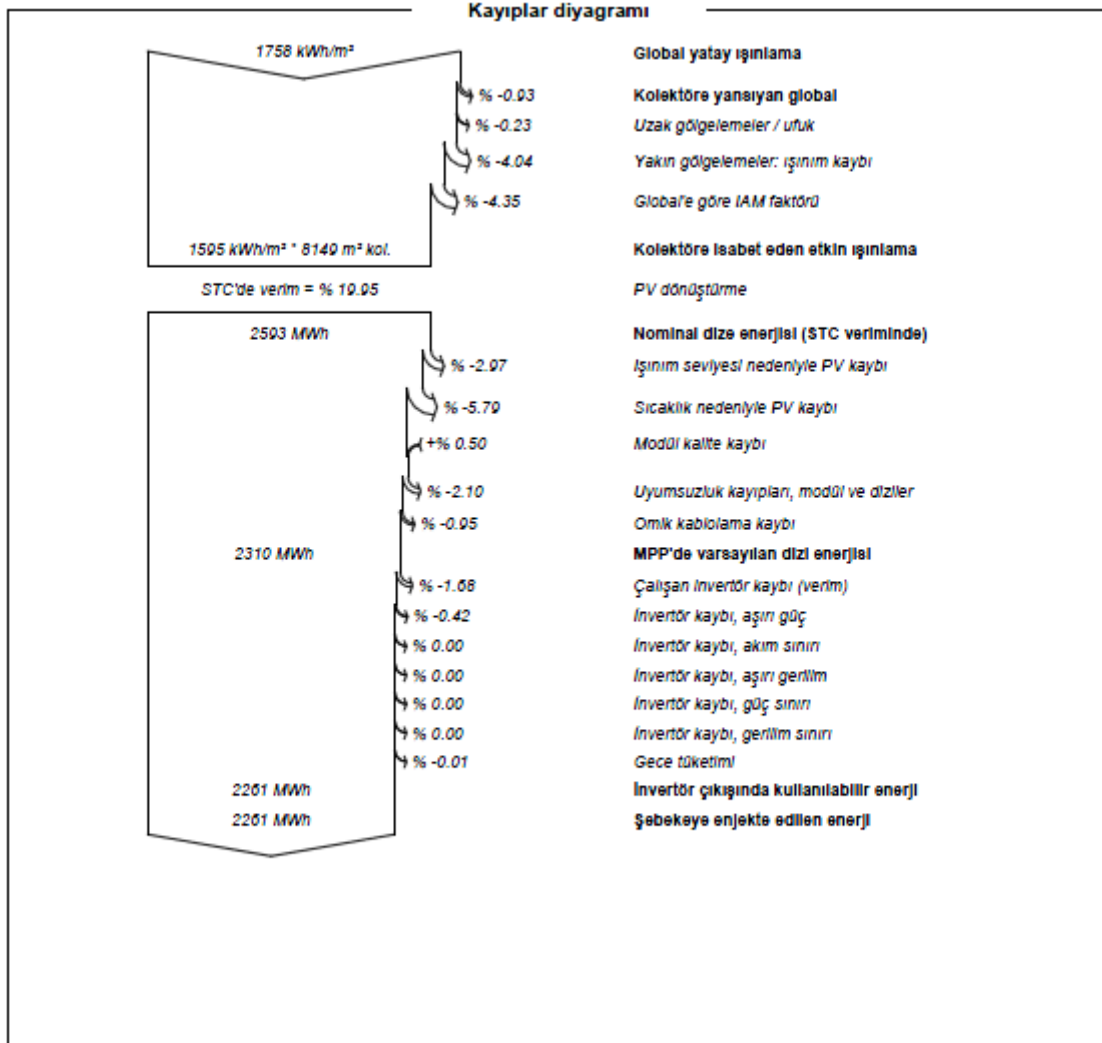 Kayıplar diyagramı
1758 kWh/m² Global yatay ışınlama
% -0.93 Kolektöre yansıyan global
% -0.23 Uzak gölgelemeler / ufuk
% -4.04 Yakın gölgelemeler: ışınım kaybı
% -4.35 Global'e göre IAM faktörü
1595 kWh/m² * 8149 m² kol. Kolektöre isabet eden etkin ışınlama
STC'de verim = % 19.95 PV dönüştürme
2593 MWh Nominal dize enerjisi (STC veriminde)
% -2.97 Işınım seviyesi nedeniyle PV kaybı
% -5.79 Sıcaklık nedeniyle PV kaybı
+% 0.50 Modül kalite kaybı
% -2.10 Uyumsuzluk kayıpları, modül ve diziler
% -0.95 Omik kablolama kaybı
2310 MWh MPP'de varsayılan dizi enerjisi
% -1.68 Çalışan invertör kaybı (verim)
% -0.42 İnvertör kaybı, aşırı güç
% 0.00 İnvertör kaybı, akım sınırı
% 0.00 İnvertör kaybı, aşırı gerilim
% 0.00 İnvertör kaybı, güç sınırı
% 0.00 İnvertör kaybı, gerilim sınırı
% -0.01 Gece tüketimi
2261 MWh İnvertör çıkışında kullanılabilir enerji
2261 MWh Şebekeye enjekte edilen enerji